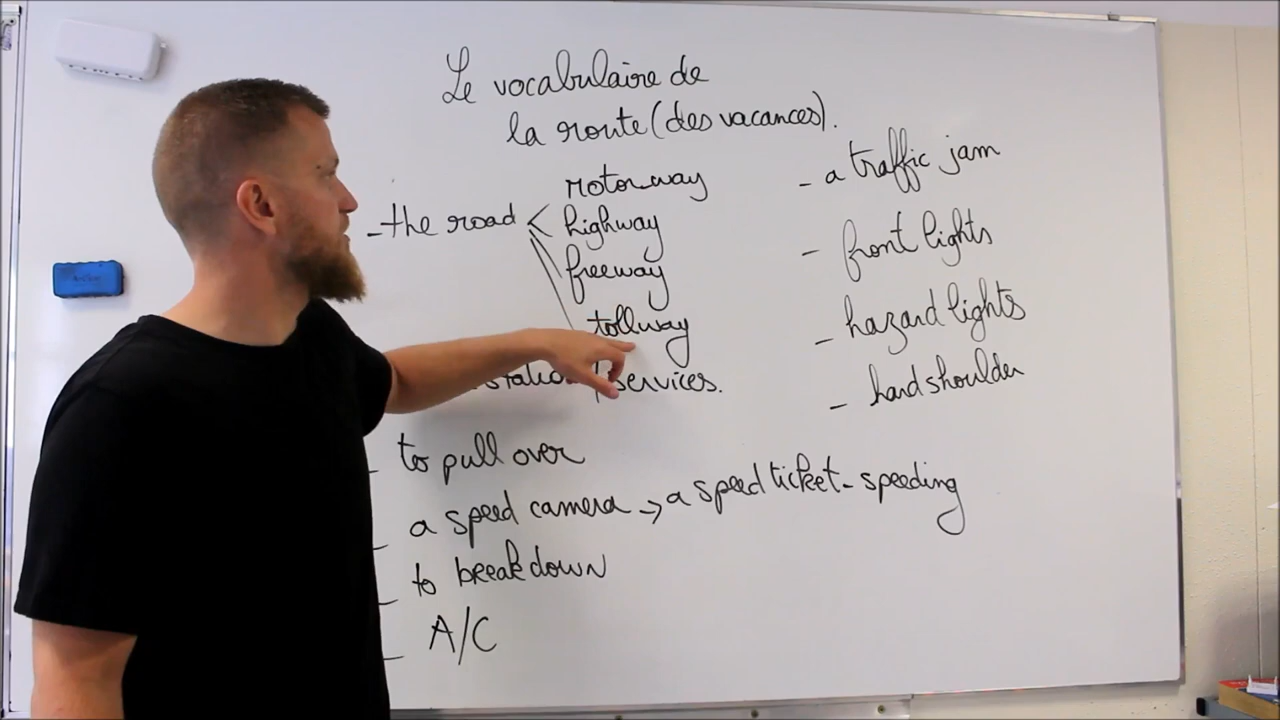 Le vocabulaire de
la route (des vacances).
- the road < motorway
highway
freeway
tollway
station / services.
- to pull over
- a speed camera → a speed ticket - speeding
- to breakdown
- A/C
- a traffic jam
- front lights
- hazard lights
- hard shoulder